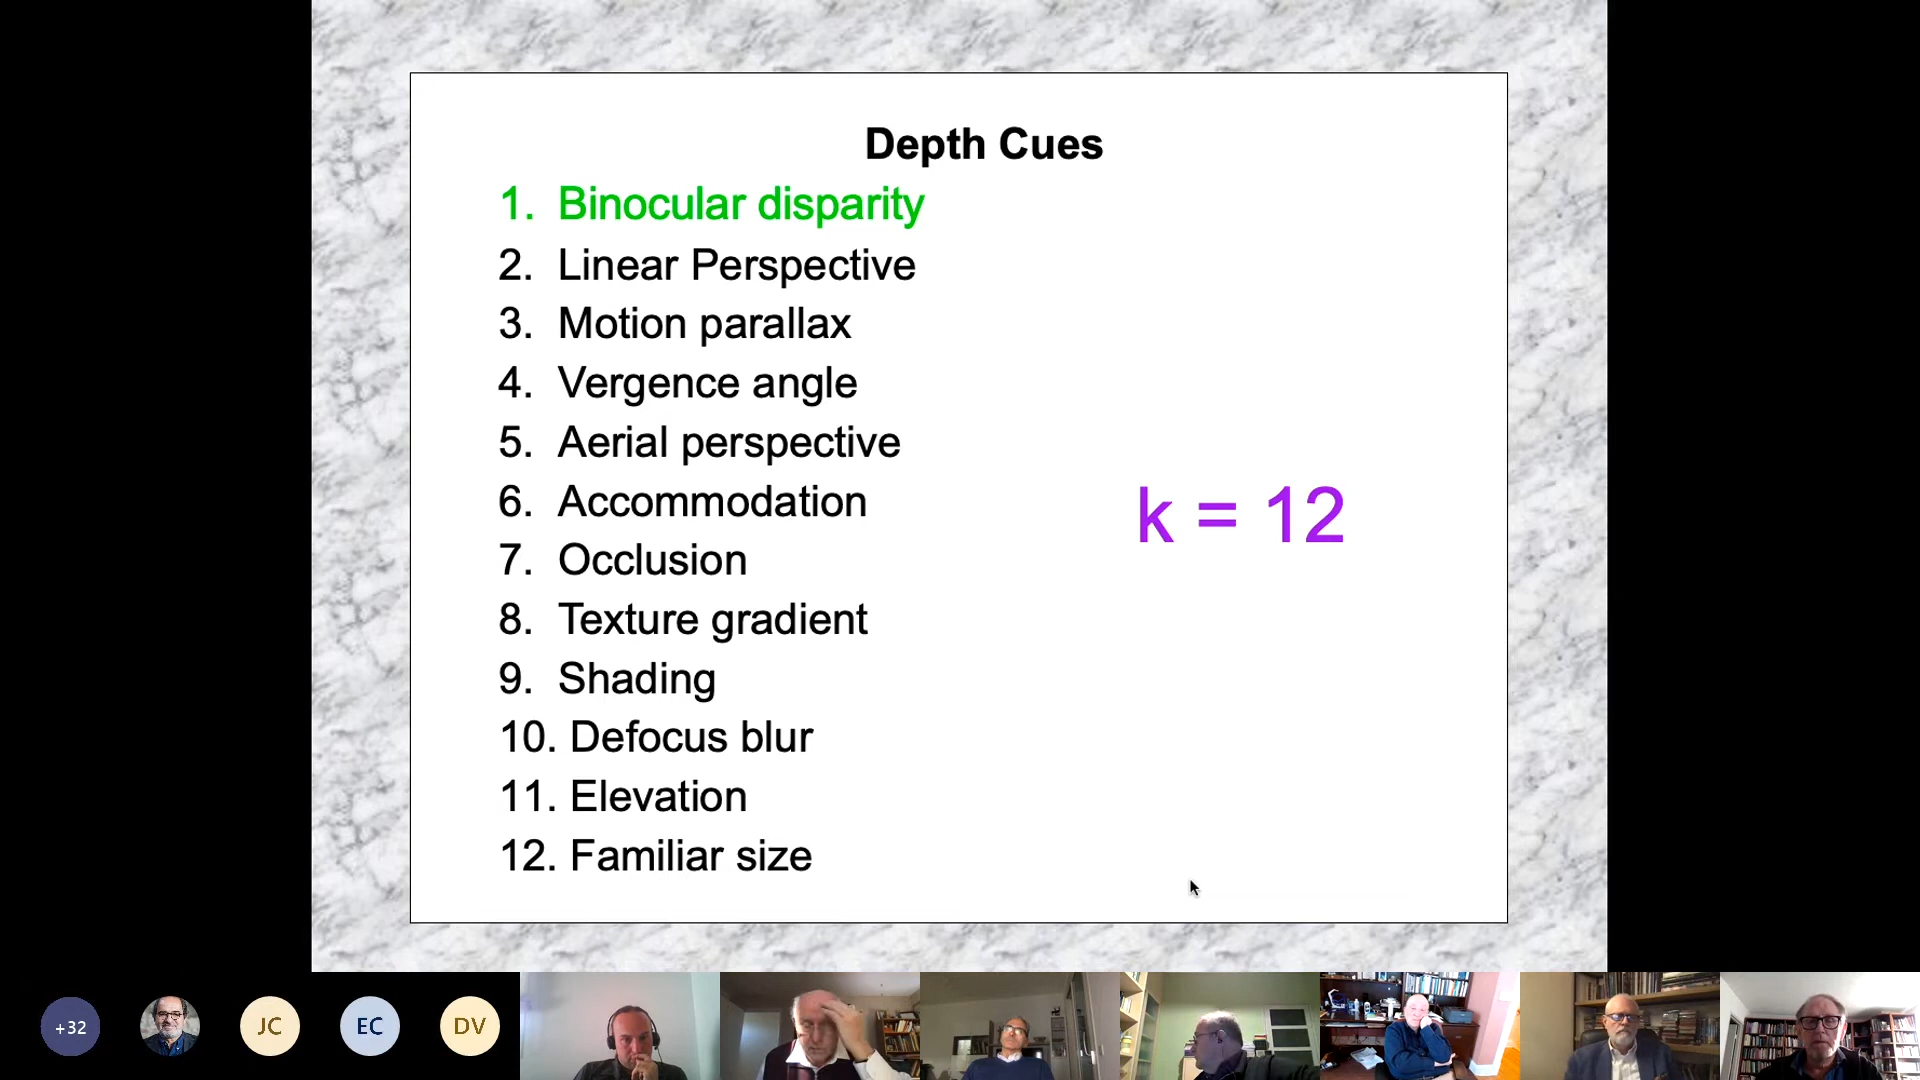 Depth Cues
1. Binocular disparity
2. Linear Perspective
3. Motion parallax
4. Vergence angle
5. Aerial perspective
6. Accommodation
7. Occlusion
8. Texture gradient
9. Shading
10. Defocus blur
11. Elevation
12. Familiar size
k = 12
+32
JC
EC
DV